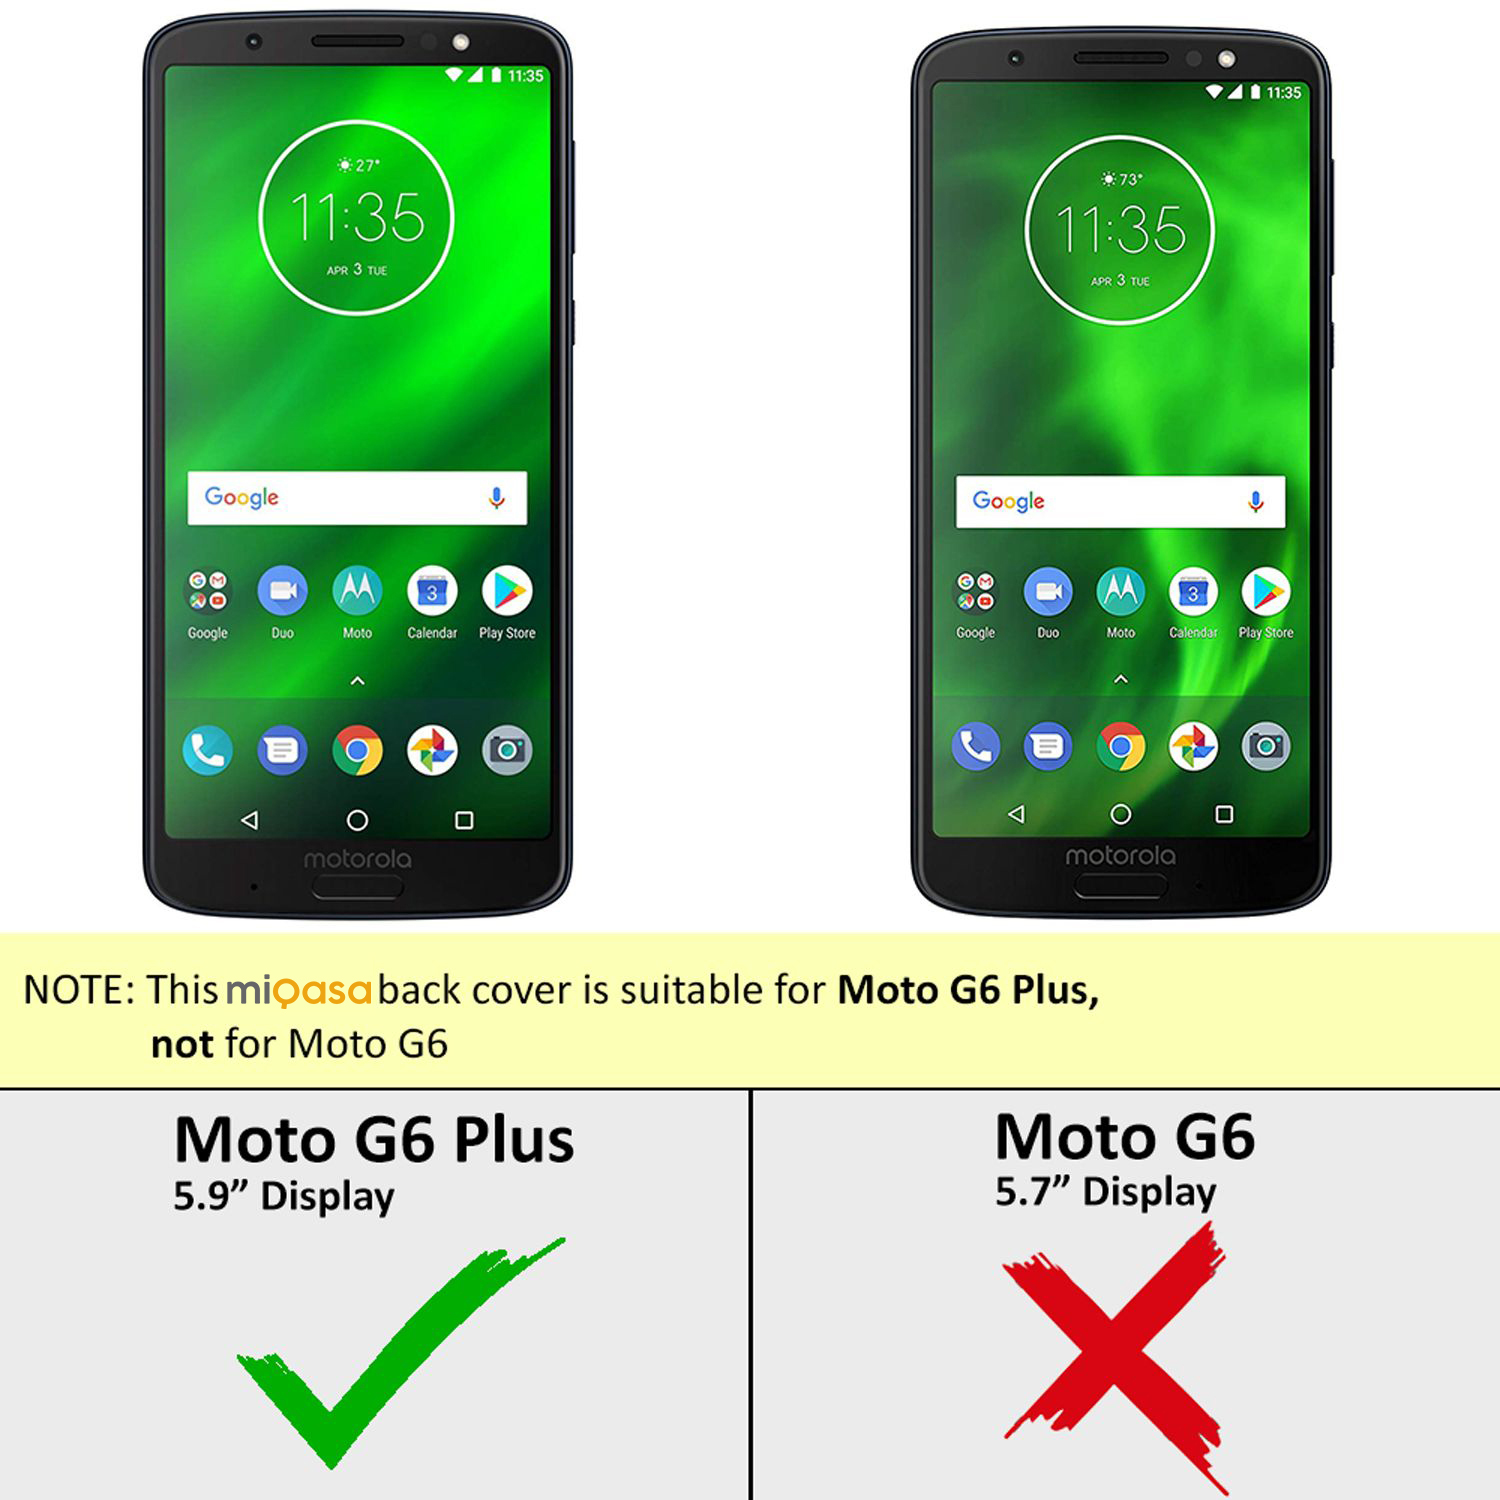 11:35
27°
11:35
APR 3 TUE
Google
Google
Duo
Moto
3
Calendar
Play Store
motorola
11:35
73°
11:35
APR 3 TUE
Google
Google
Duo
Moto
3
Calendar
Play Store
motorola
NOTE: This miQasa back cover is suitable for Moto G6 Plus,
not for Moto G6
Moto G6 Plus
5.9” Display
Moto G6
5.7” Display